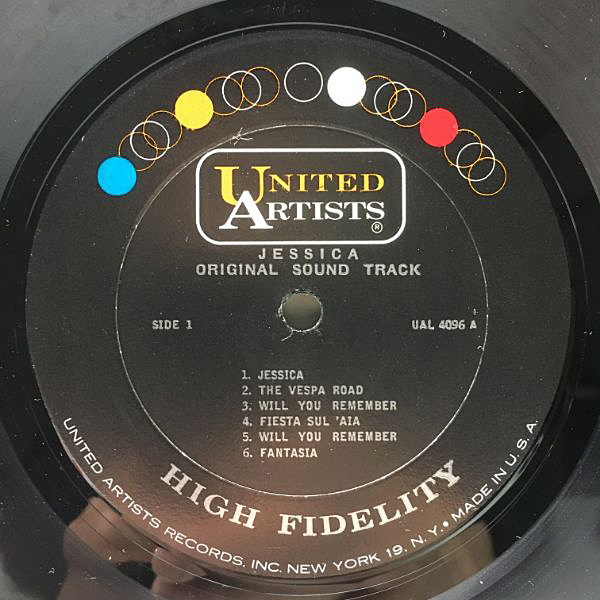 UNITED
ARTISTS
®
JESSICA
ORIGINAL SOUND TRACK
SIDE 1
UAL 4096 A
1. JESSICA
2. THE VESPA ROAD
3. WILL YOU REMEMBER
4. FIESTA SUL 'AIA
5. WILL YOU REMEMBER
6. FANTASIA
HIGH FIDELITY
UNITED ARTISTS RECORDS, INC. NEW YORK 19, N.Y. • MADE IN U.S.A.